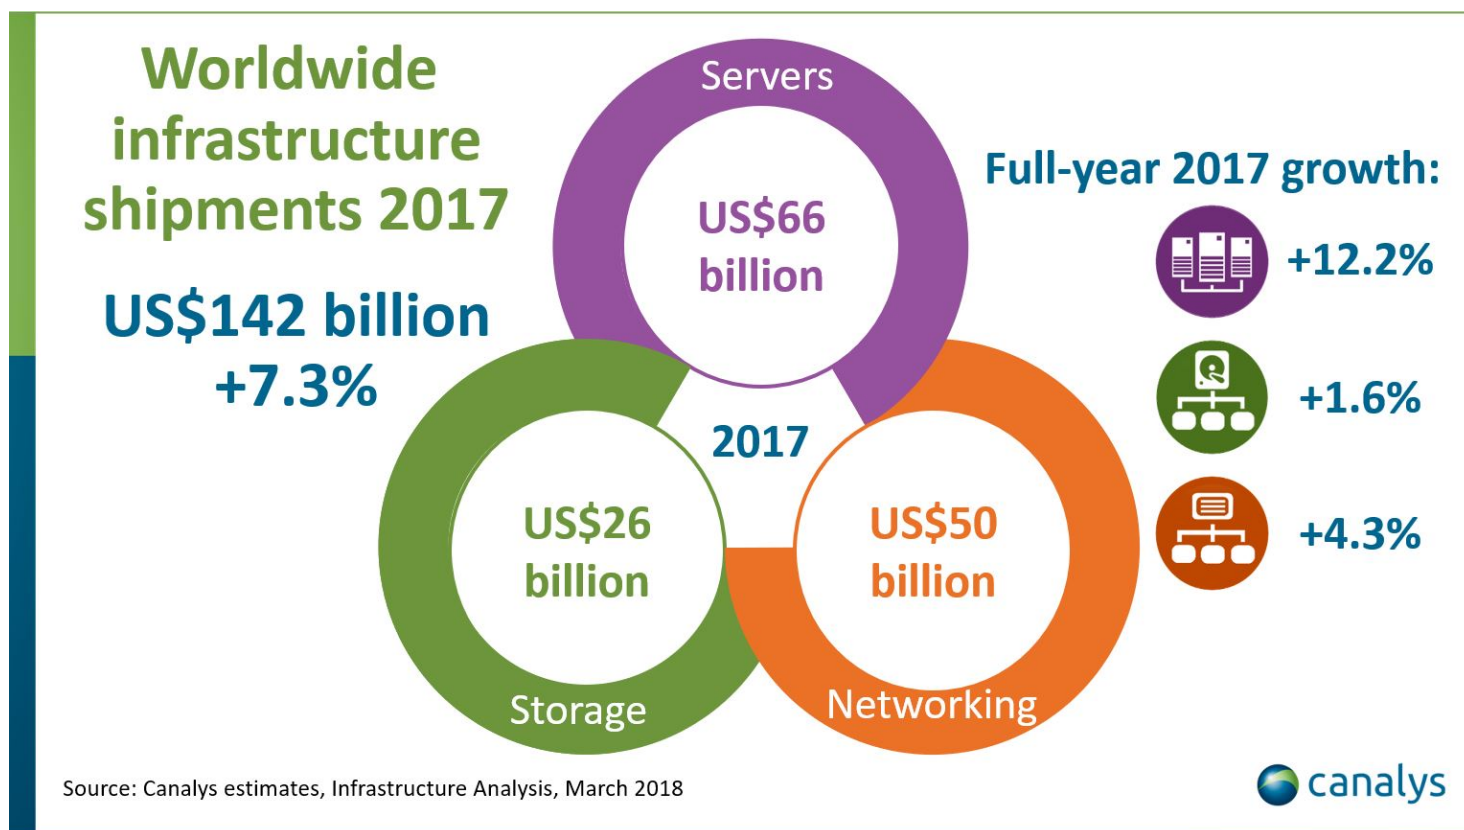 Worldwide
infrastructure
shipments 2017
US$142 billion
+7.3%
Servers
US$66
billion
2017
US$26
billion
Storage
US$50
billion
Networking
Full-year 2017 growth:
+12.2%
+1.6%
+4.3%
Source: Canalys estimates, Infrastructure Analysis, March 2018
canalys